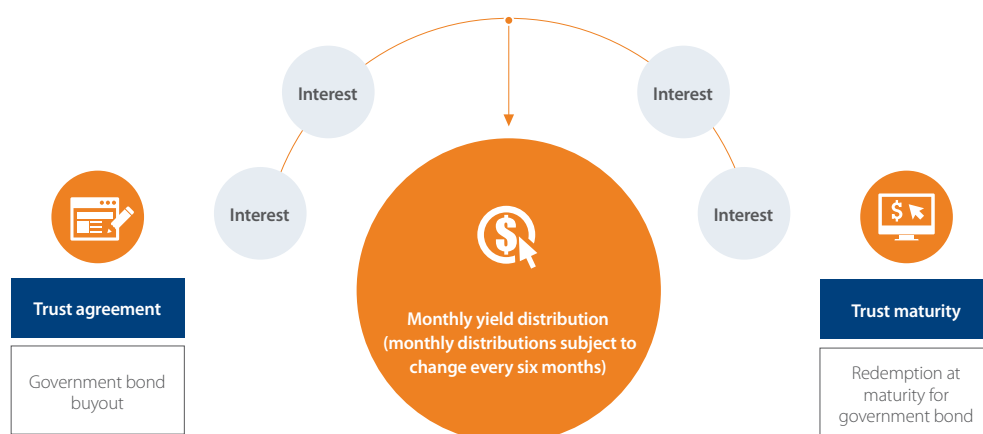 Interest
Interest
Interest
Interest
$
$
Trust agreement
Government bond
buyout
Monthly yield distribution
(monthly distributions subject to
change every six months)
Trust maturity
Redemption at
maturity for
government bond